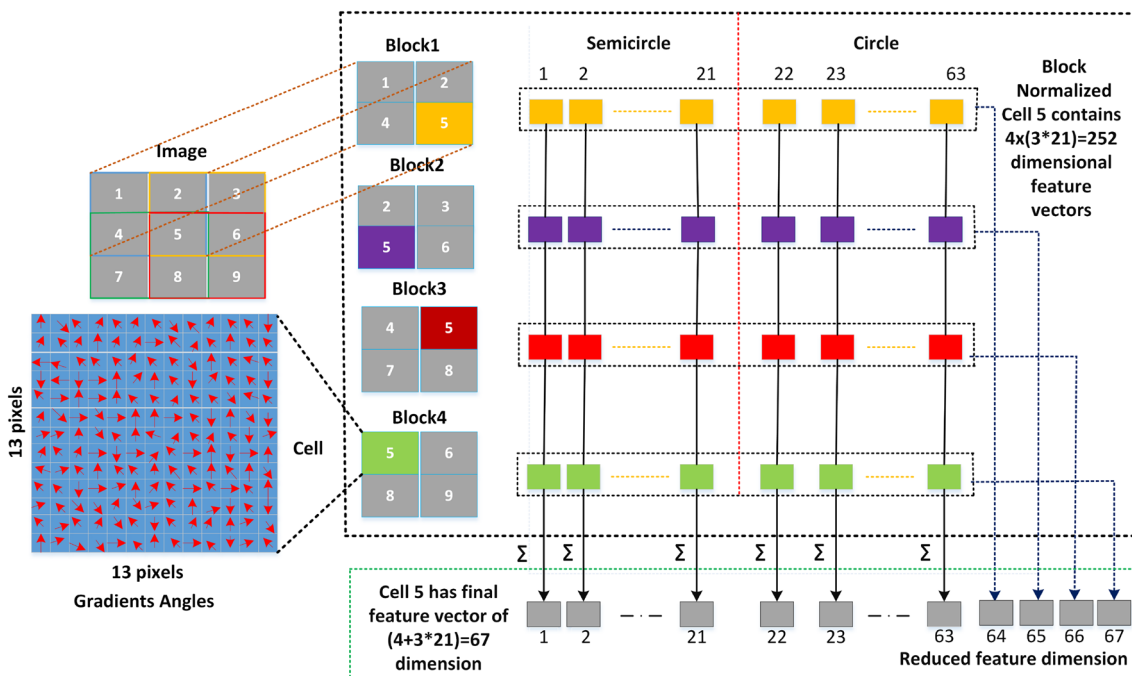 Block1
Semicircle
Circle
1 2 21 22 23 63
Block
Normalized
Cell 5 contains
4x(3*21)=252
dimensional
feature
vectors
1 2
4 5
Image
1 2 3
4 5 6
7 8 9
Block2
2 3
5 6
Block3
4 5
7 8
Block4
5 6
8 9
13 pixels
Cell
13 pixels
Gradients Angles
Σ Σ Σ Σ Σ Σ
Cell 5 has final
feature vector of
(4+3*21)=67
dimension
1 2 21 22 23 63 64 65 66 67
Reduced feature dimension